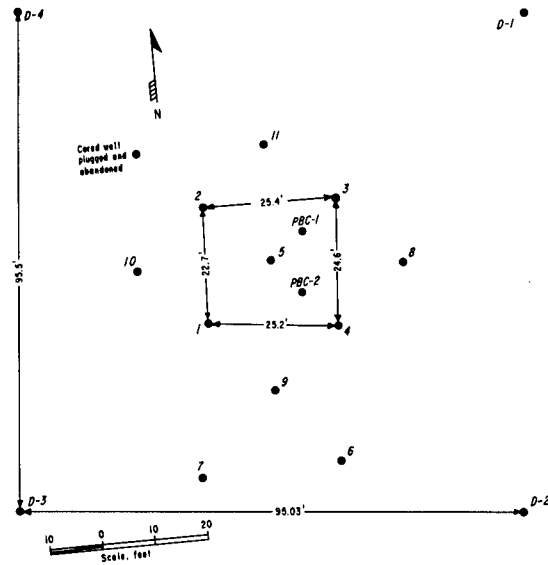 D-4
D-1
N
Cored well
plugged and
abandoned
11
2
3
25.4'
PBC-1
22.7'
5
24.6'
8
10
PBC-2
95.5'
1
25.2'
4
9
6
7
D-3
95.03'
D-2
10 0 10 20
Scale, feet